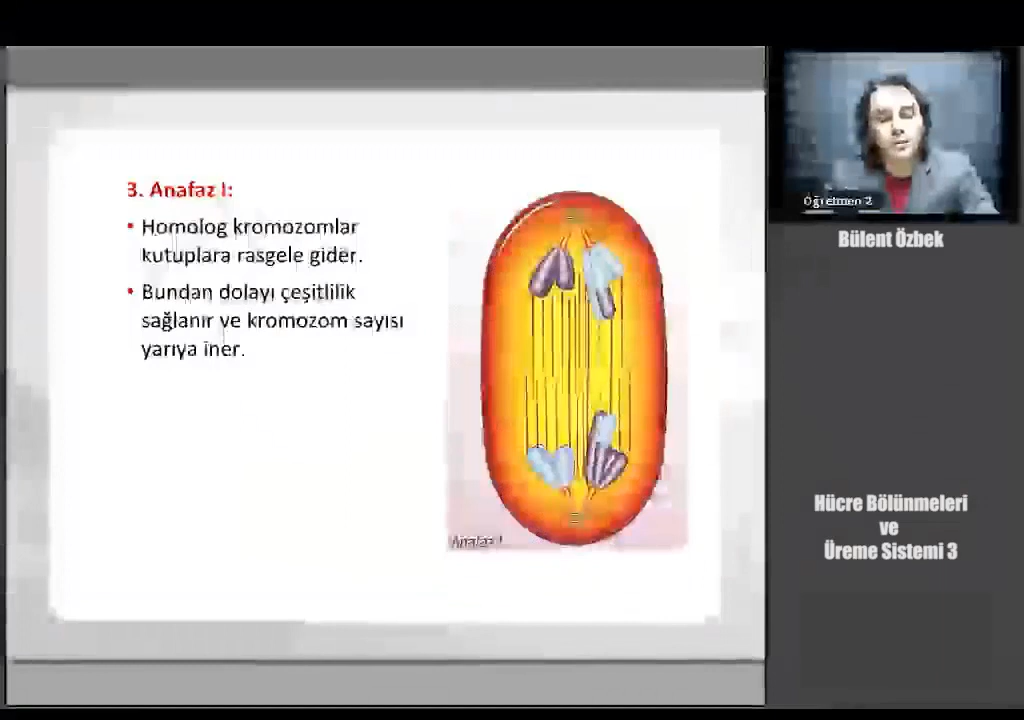 3. Anafaz I:
• Homolog kromozomlar
kutuplara rasgele gider.
• Bundan dolayı çeşitlilik
sağlanır ve kromozom sayısı
yarıya iner.
Anafaz I
Öğretmen 2
Bülent Özbek
Hücre Bölünmeleri
ve
Üreme Sistemi 3